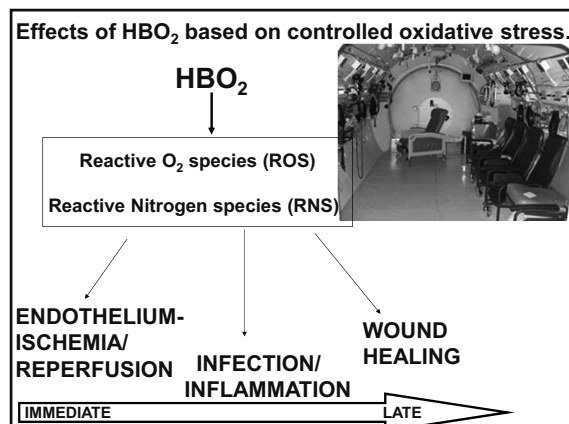 Effects of HBO₂ based on controlled oxidative stress.
HBO₂
Reactive O₂ species (ROS)
Reactive Nitrogen species (RNS)
ENDOTHELIUM-
ISCHEMIA/
REPERFUSION
INFECTION/
INFLAMMATION
WOUND
HEALING
IMMEDIATE LATE